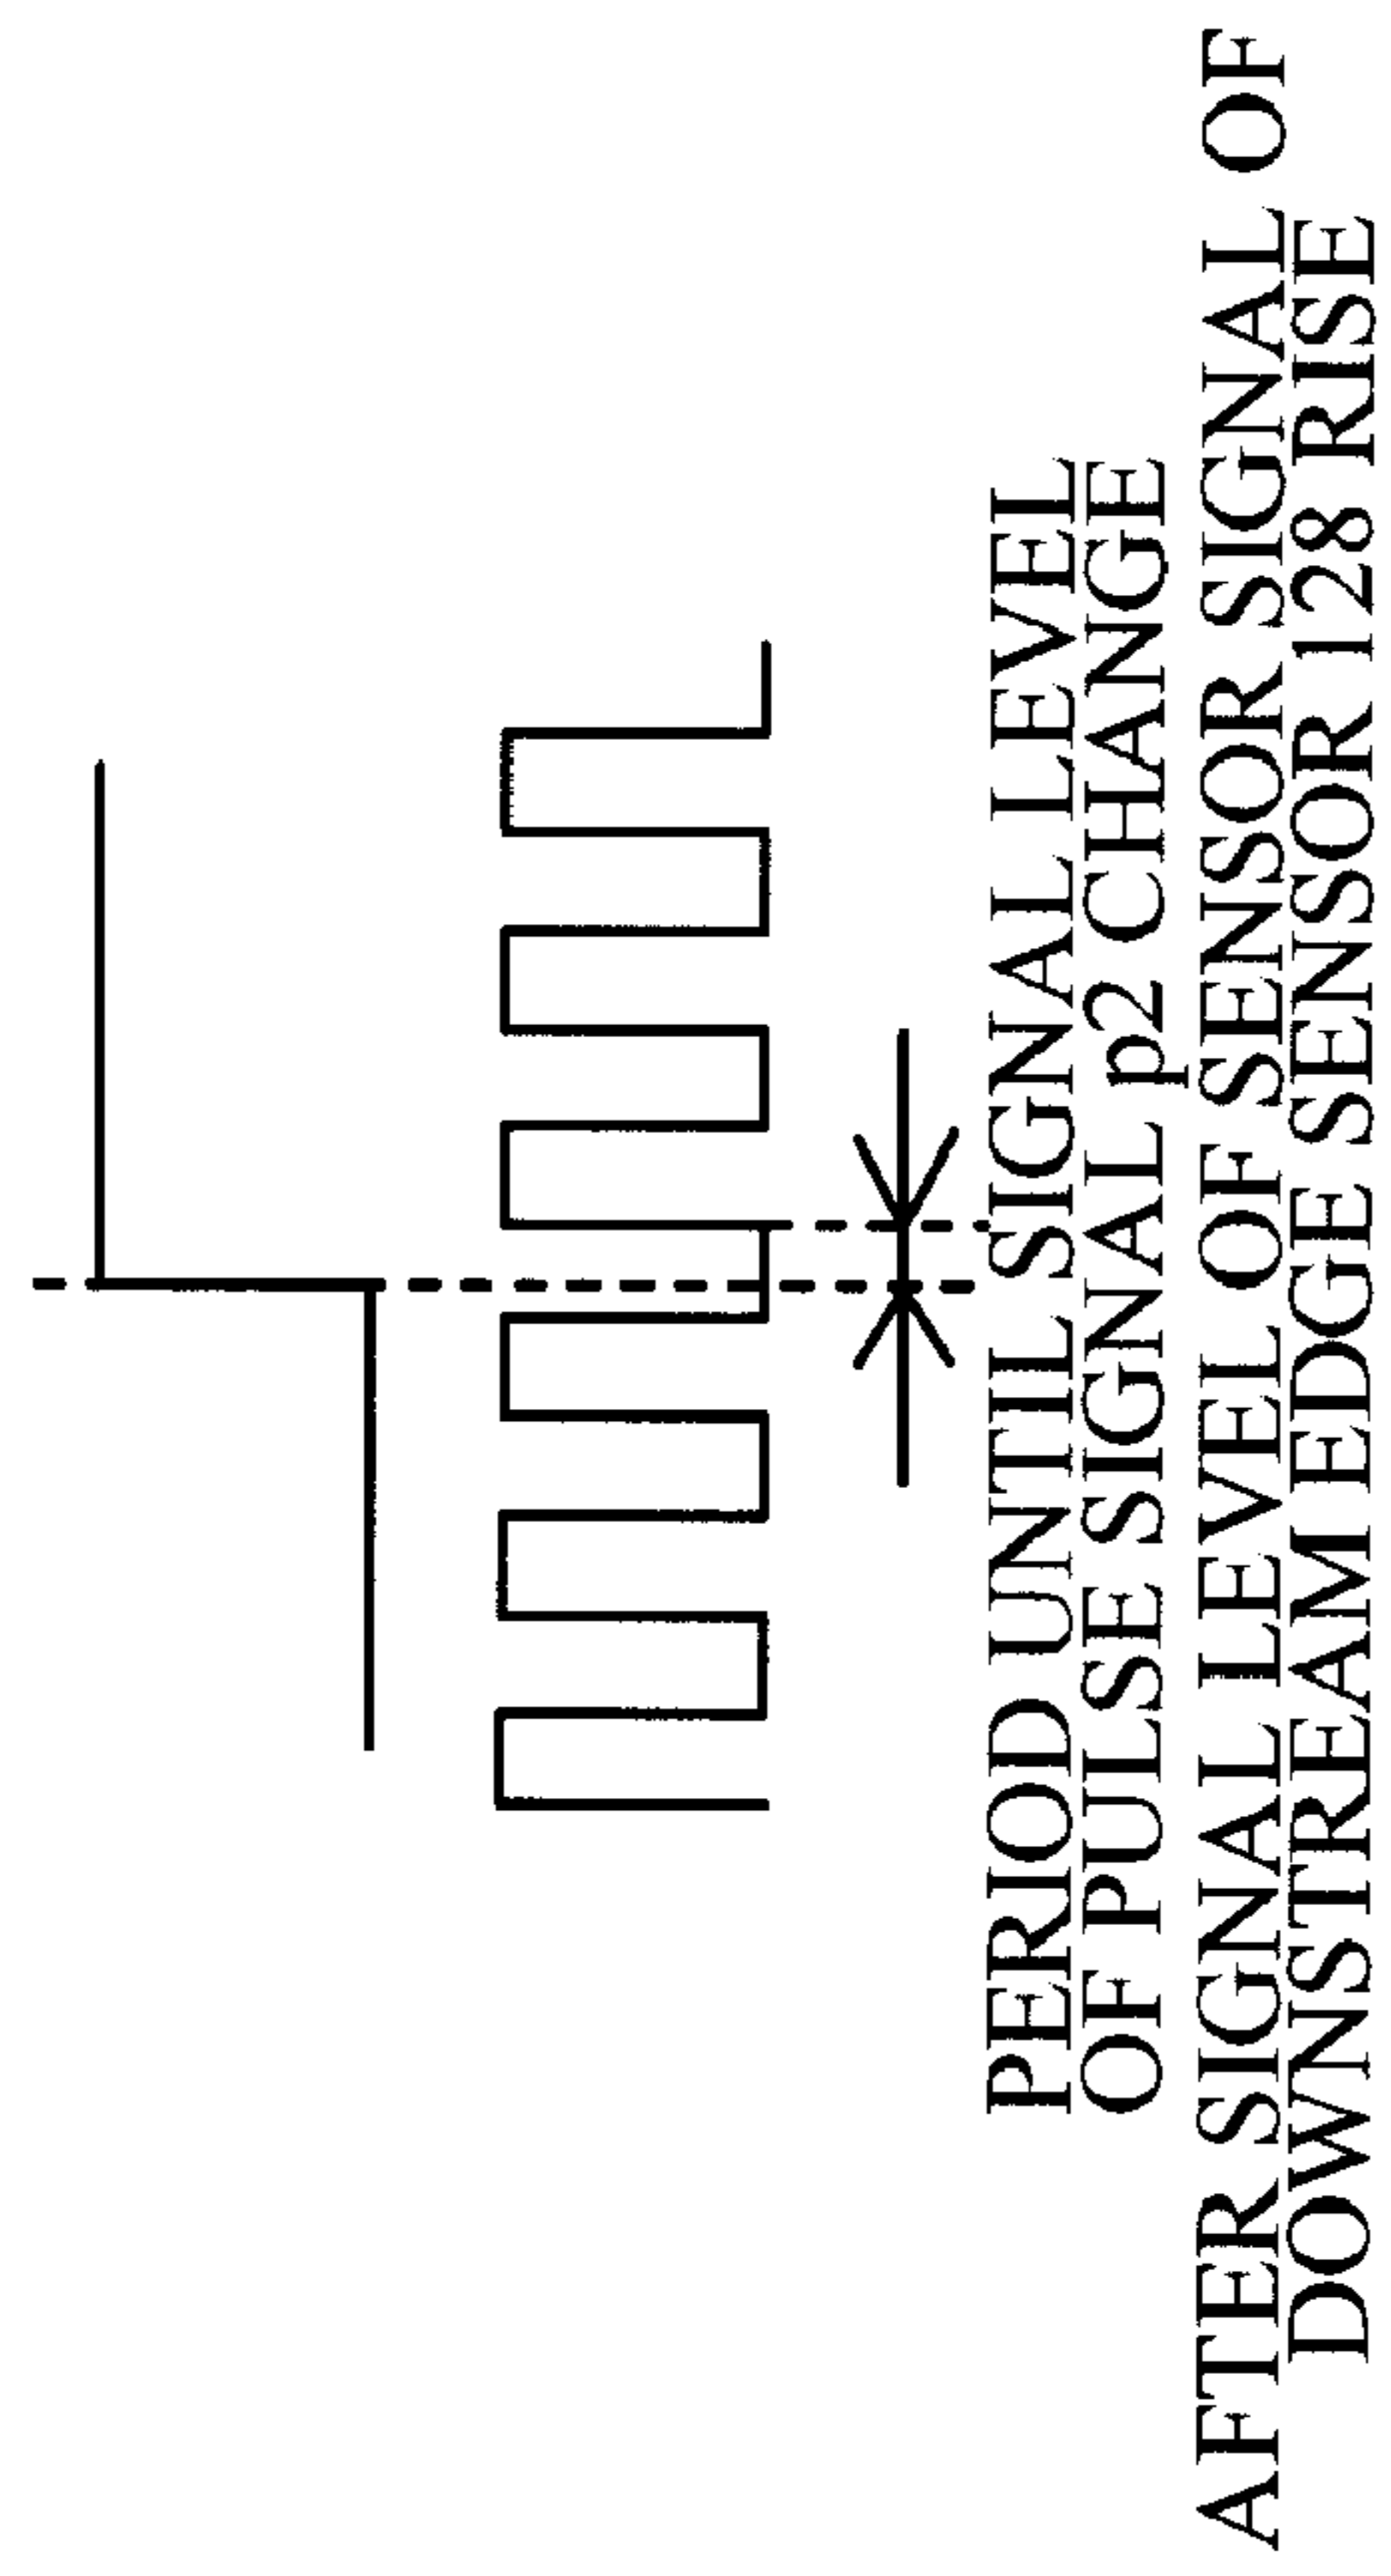 PERIOD UNTIL SIGNAL LEVEL
OF PULSE SIGNAL p2 CHANGE
AFTER SIGNAL LEVEL OF SENSOR SIGNAL OF
DOWNSTREAM EDGE SENSOR 128 RISE